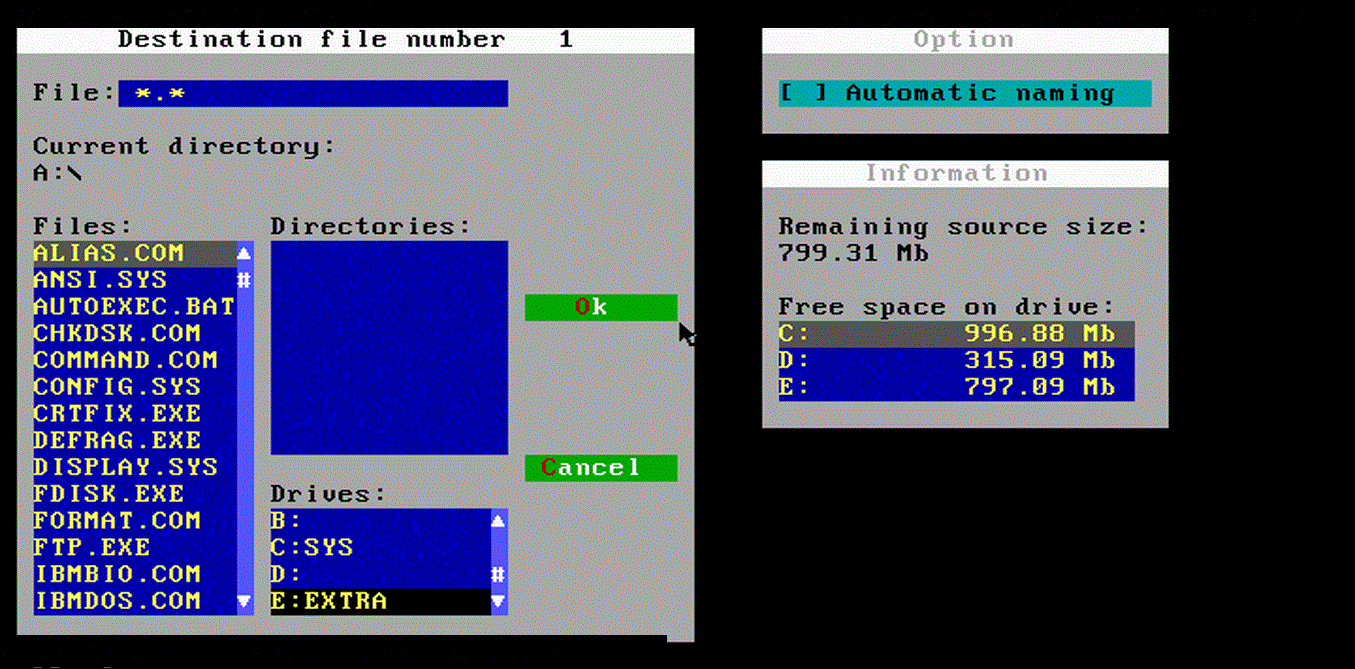 Destination file number 1
File: *.*
Current directory:
A:\
Files:
ALIAS.COM
ANSI.SYS
AUTOEXEC.BAT
CHKDSK.COM
COMMAND.COM
CONFIG.SYS
CRTFIX.EXE
DEFRAG.EXE
DISPLAY.SYS
FDISK.EXE
FORMAT.COM
FTP.EXE
IBMBIO.COM
IBMDOS.COM
Directories:
Drives:
B:
C:SYS
D:
E:EXTRA
Ok
Cancel
Option
[ ] Automatic naming
Information
Remaining source size:
799.31 Mb
Free space on drive:
C: 996.88 Mb
D: 315.09 Mb
E: 797.09 Mb